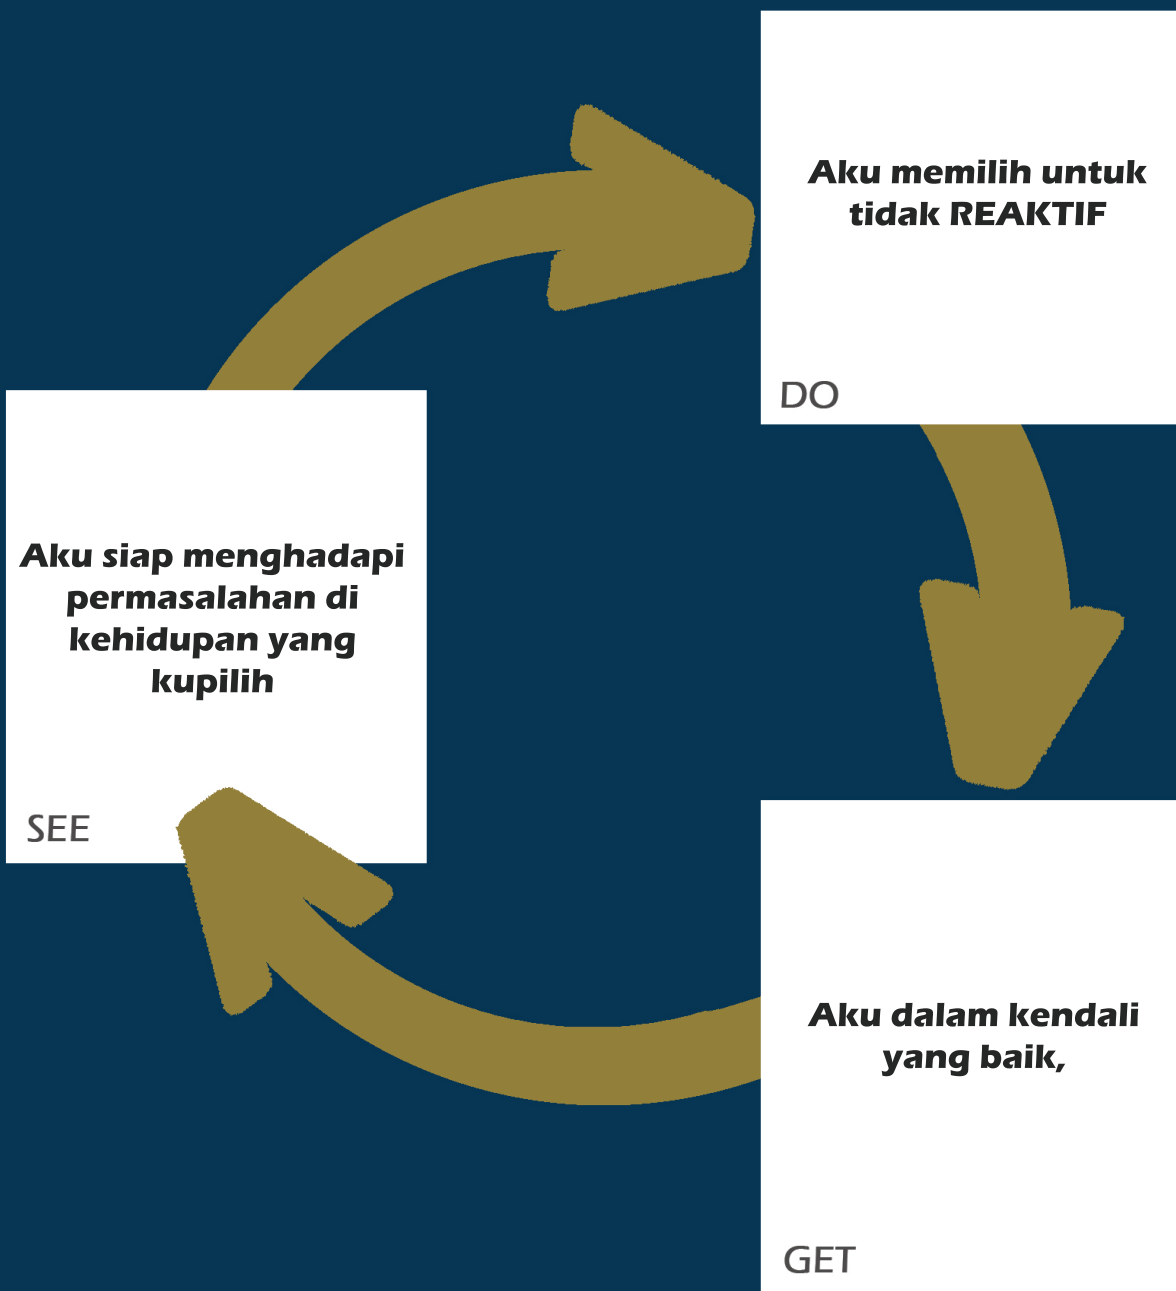 Aku memilih untuk
tidak REAKTIF
DO
Aku siap menghadapi
permasalahan di
kehidupan yang
kupilih
SEE
Aku dalam kendali
yang baik,
GET